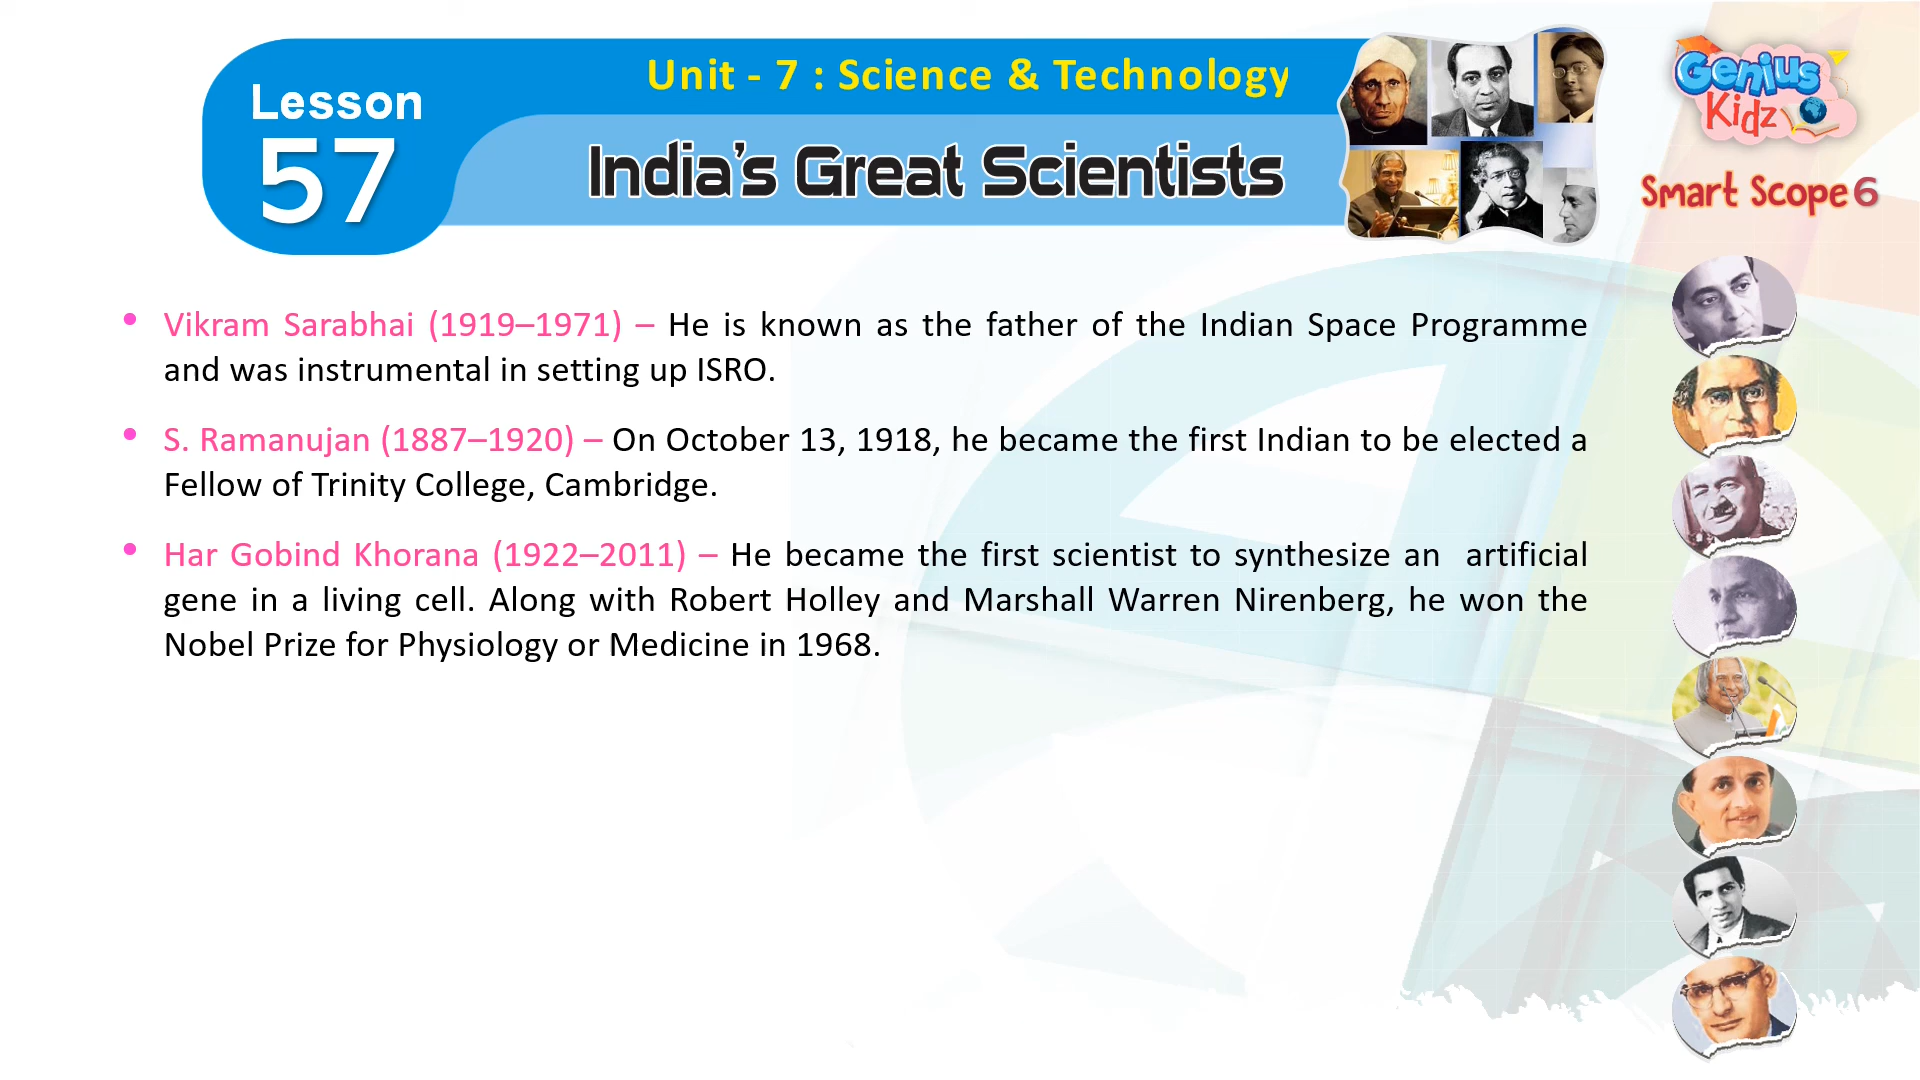 Unit - 7 : Science & Technology
Lesson
57
India's Great Scientists
Genius
Kidz
Smart Scope 6
• Vikram Sarabhai (1919–1971) – He is known as the father of the Indian Space Programme
and was instrumental in setting up ISRO.
• S. Ramanujan (1887–1920) – On October 13, 1918, he became the first Indian to be elected a
Fellow of Trinity College, Cambridge.
• Har Gobind Khorana (1922–2011) – He became the first scientist to synthesize an artificial
gene in a living cell. Along with Robert Holley and Marshall Warren Nirenberg, he won the
Nobel Prize for Physiology or Medicine in 1968.